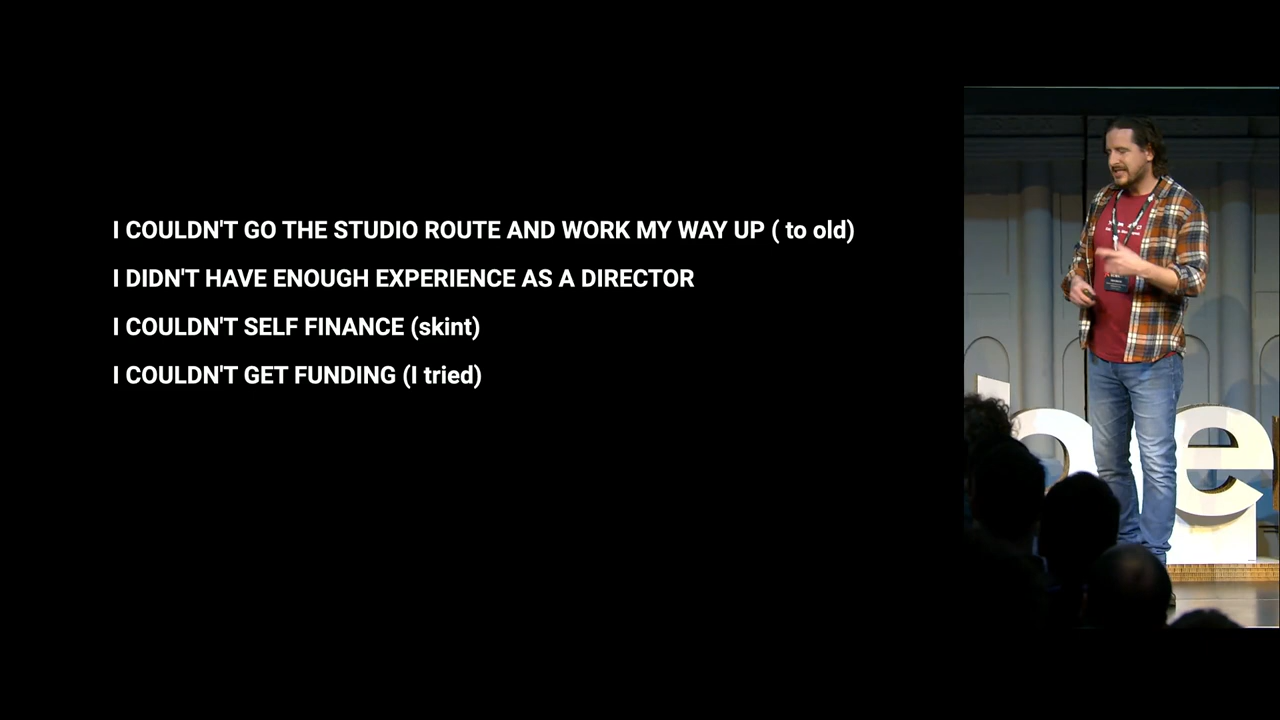 I COULDN'T GO THE STUDIO ROUTE AND WORK MY WAY UP ( to old)
I DIDN'T HAVE ENOUGH EXPERIENCE AS A DIRECTOR
I COULDN'T SELF FINANCE (skint)
I COULDN'T GET FUNDING (I tried)